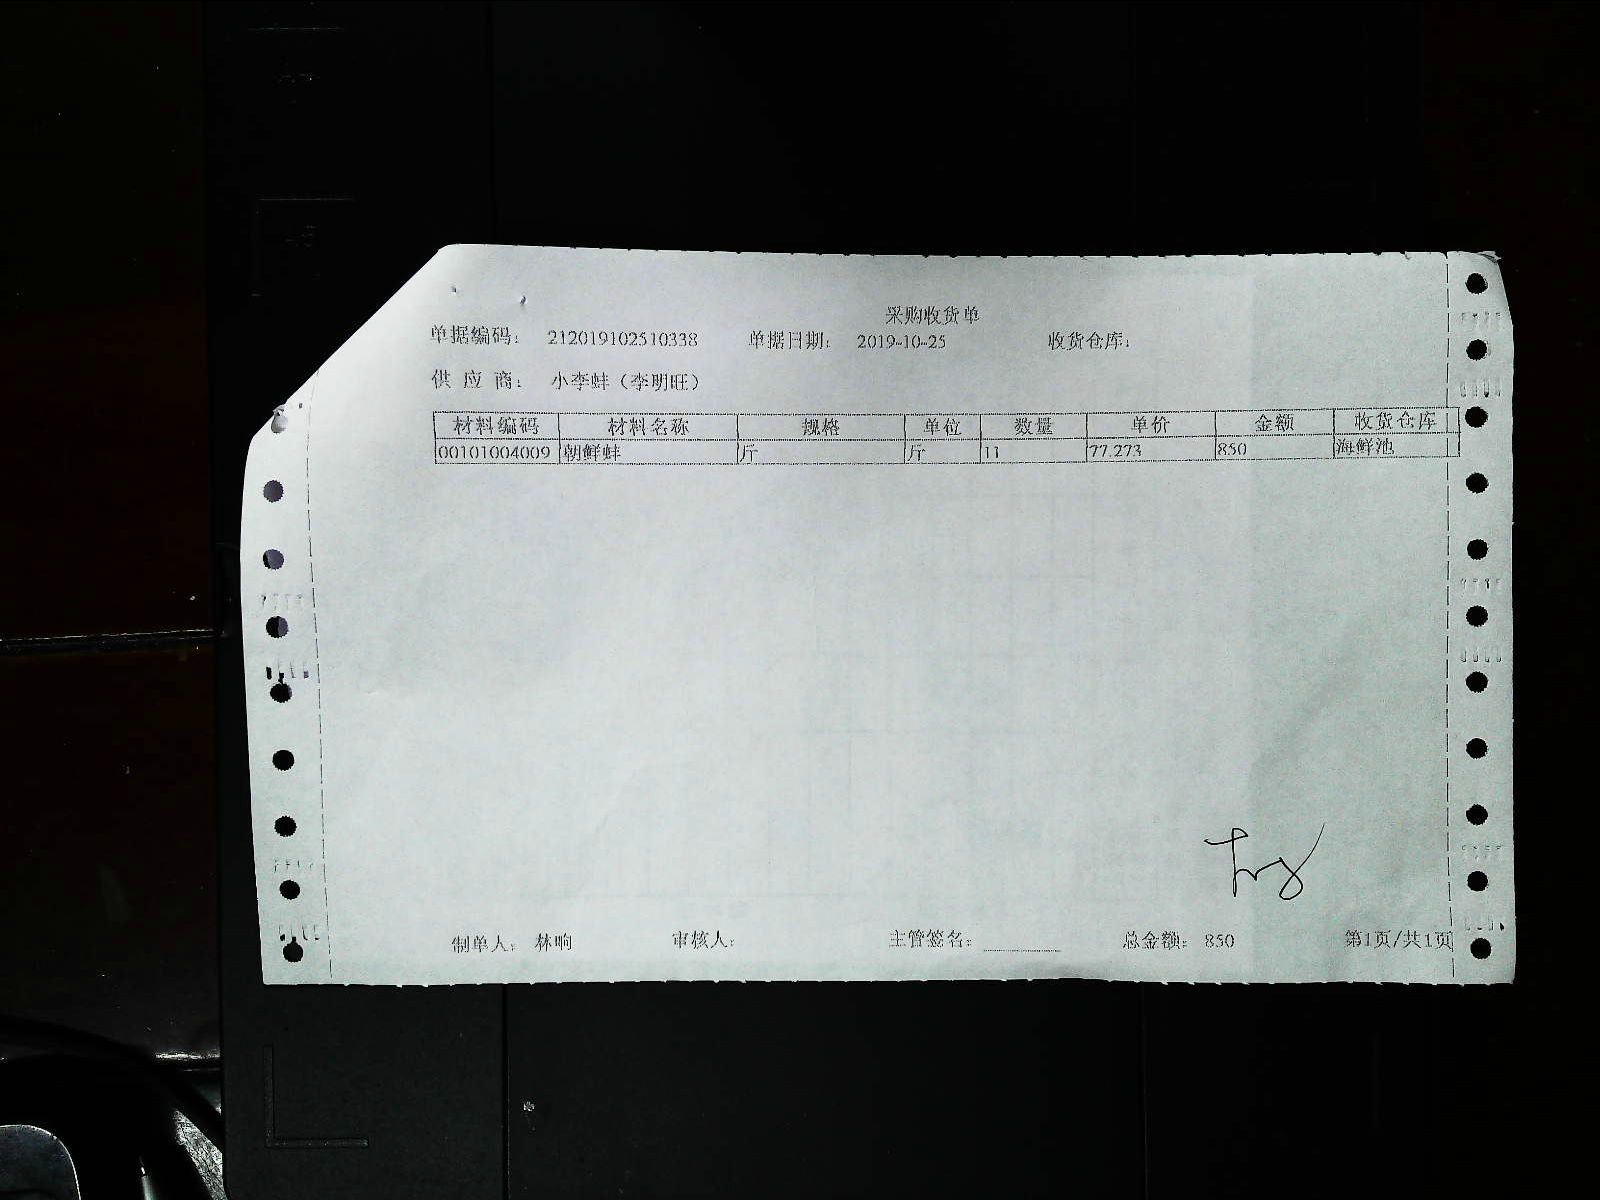 采购收货单
单据编码： 212019102510338 单据日期： 2019-10-25 收货仓库：
供 应 商： 小李蚌（李明旺）
材料编码 材料名称 规格 单位 数量 单价 金额 收货仓库
00101004009 朝鲜蚌 斤 斤 11 77.273 850 海鲜池
制单人： 林晌 审核人： 主管签名： 总金额： 850 第1页/共1页